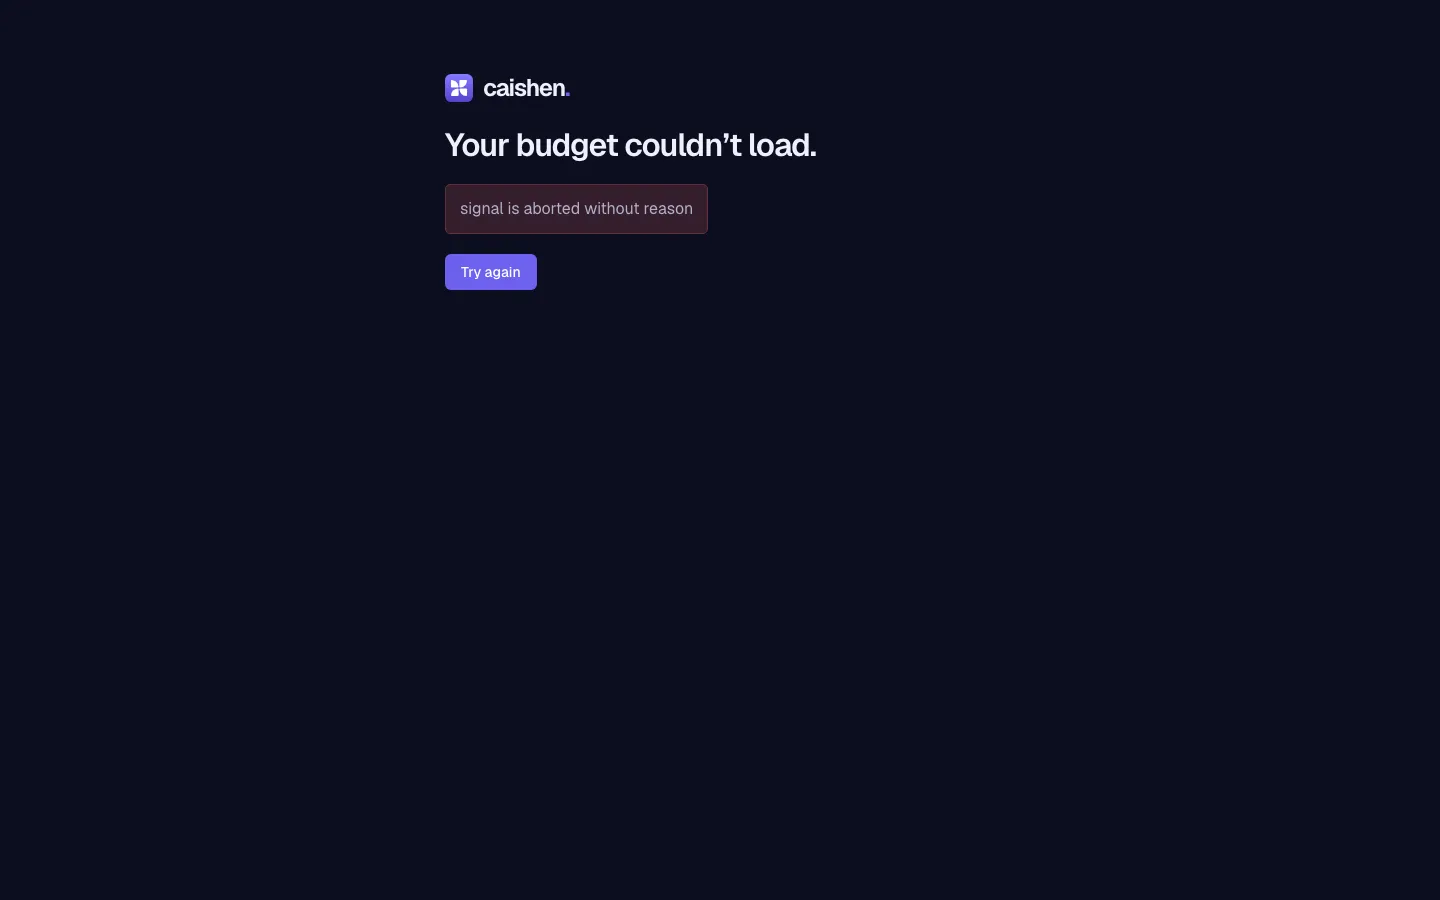 caishen.
Your budget couldn’t load.
signal is aborted without reason
Try again